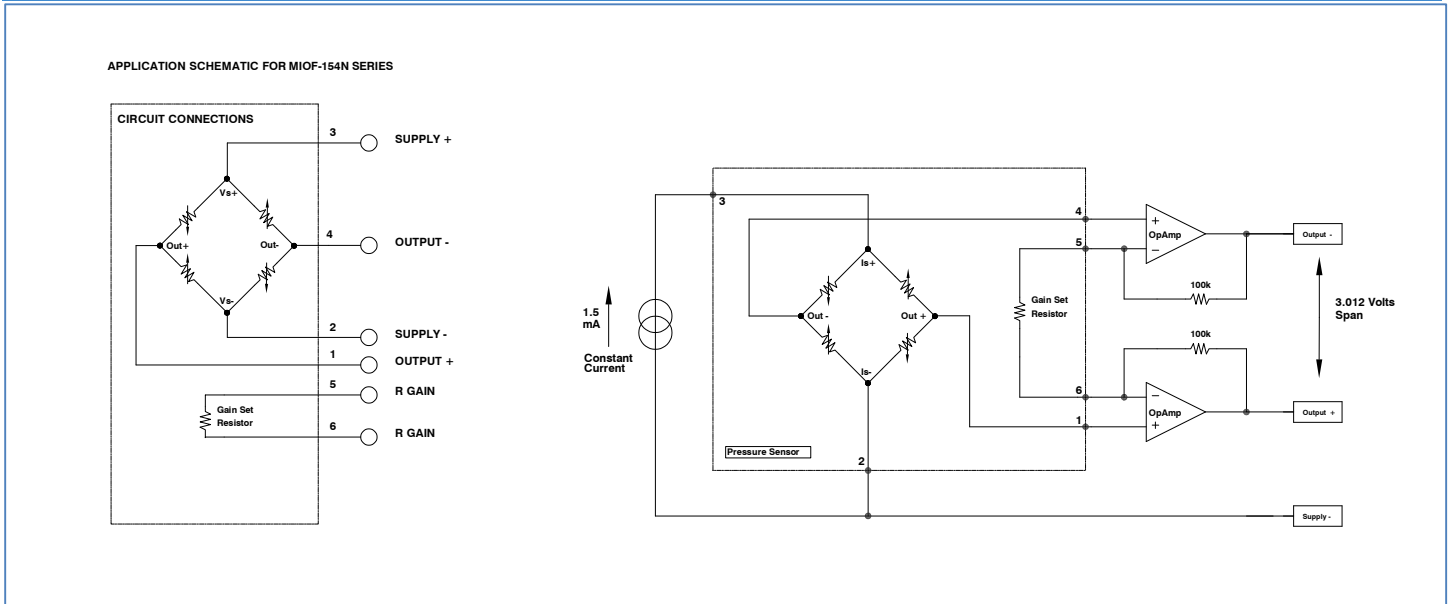 APPLICATION SCHEMATIC FOR MIOF-154N SERIES
CIRCUIT CONNECTIONS
3
SUPPLY +
Vs+
Out+
Out-
4
OUTPUT -
Vs-
2
SUPPLY -
1
OUTPUT +
5
R GAIN
Gain Set
Resistor
6
R GAIN
1.5
mA
Constant
Current
3
Is+
Out -
Out +
Is-
Pressure Sensor
2
4
5
Gain Set
Resistor
6
1
+
OpAmp
−
100k
100k
−
OpAmp
+
Output -
3.012 Volts
Span
Output +
Supply -